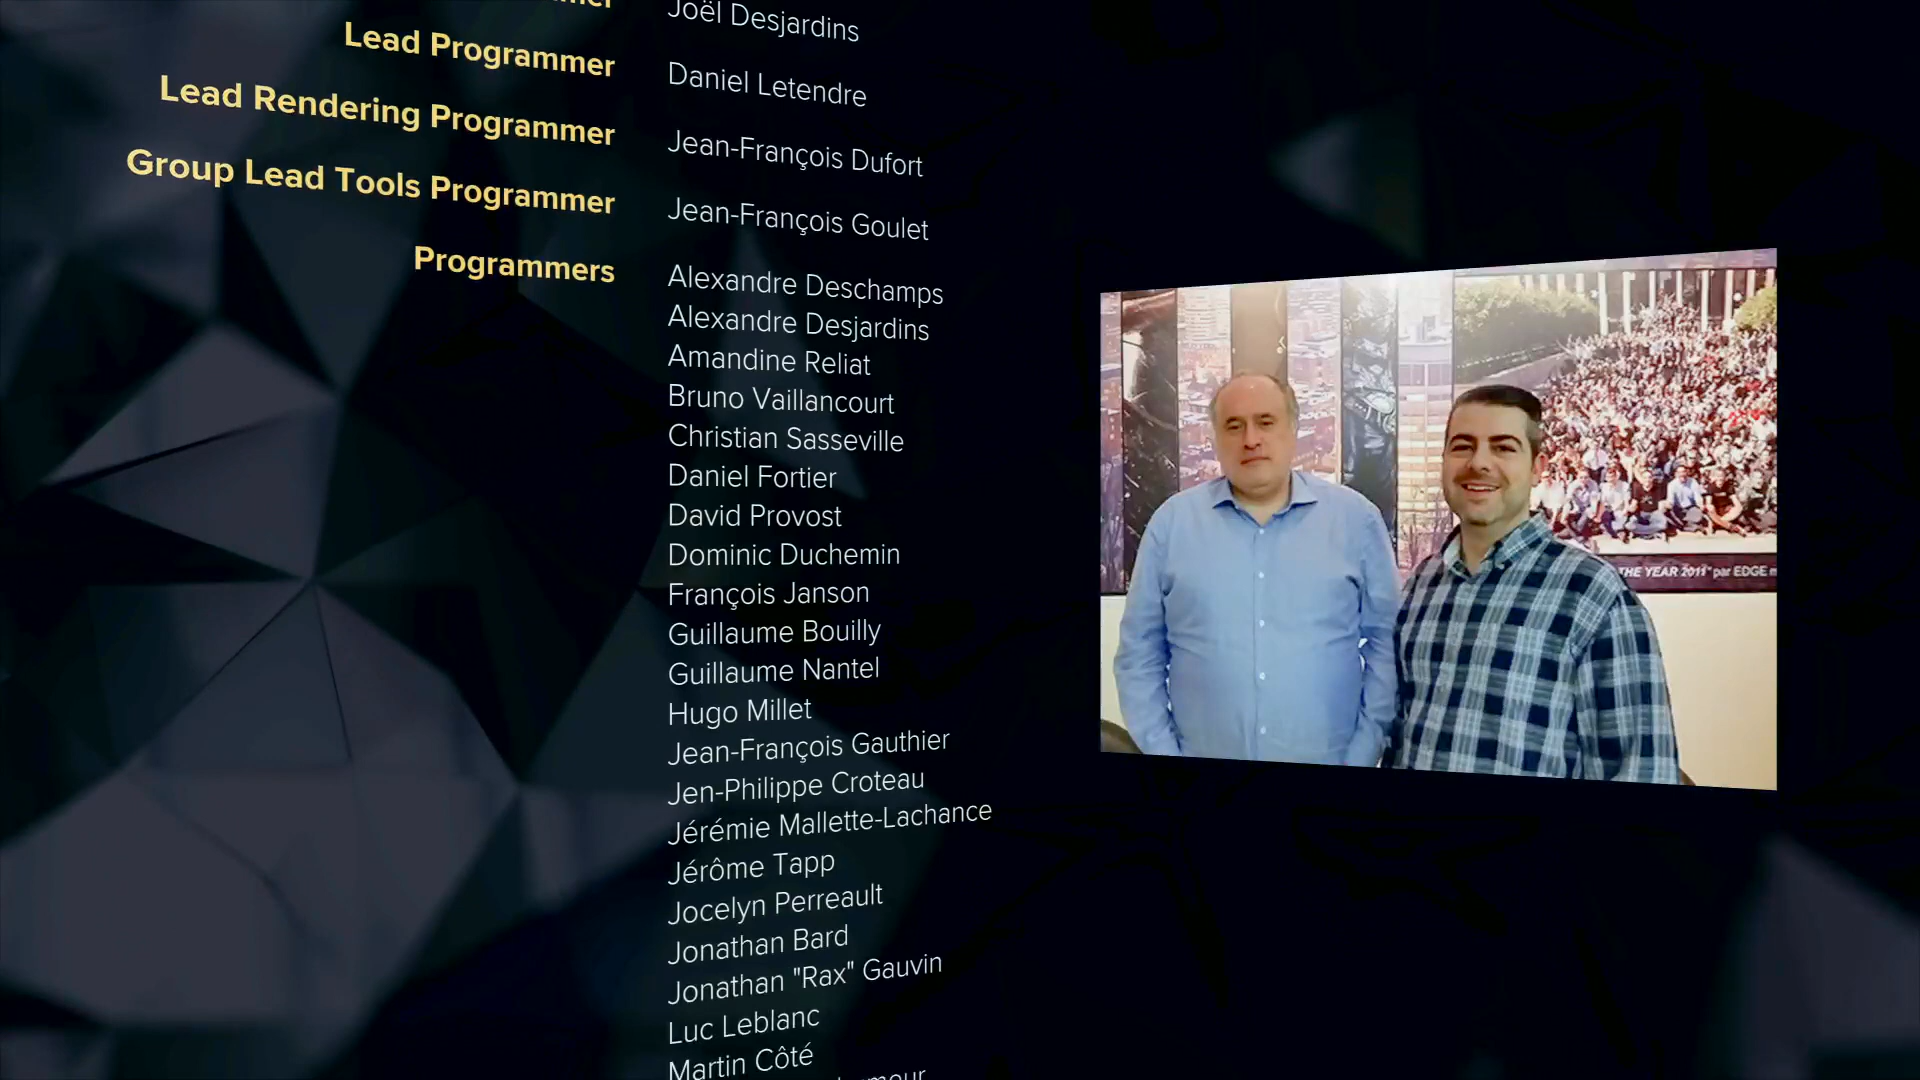 Joël Desjardins
Lead Programmer
Daniel Letendre
Lead Rendering Programmer
Jean-François Dufort
Group Lead Tools Programmer
Jean-François Goulet
Programmers
Alexandre Deschamps
Alexandre Desjardins
Amandine Reliat
Bruno Vaillancourt
Christian Sasseville
Daniel Fortier
David Provost
Dominic Duchemin
François Janson
Guillaume Bouilly
Guillaume Nantel
Hugo Millet
Jean-François Gauthier
Jen-Philippe Croteau
Jérémie Mallette-Lachance
Jérôme Tapp
Jocelyn Perreault
Jonathan Bard
Jonathan "Rax" Gauvin
Luc Leblanc
Martin Côté
THE YEAR 2011" par EDGE